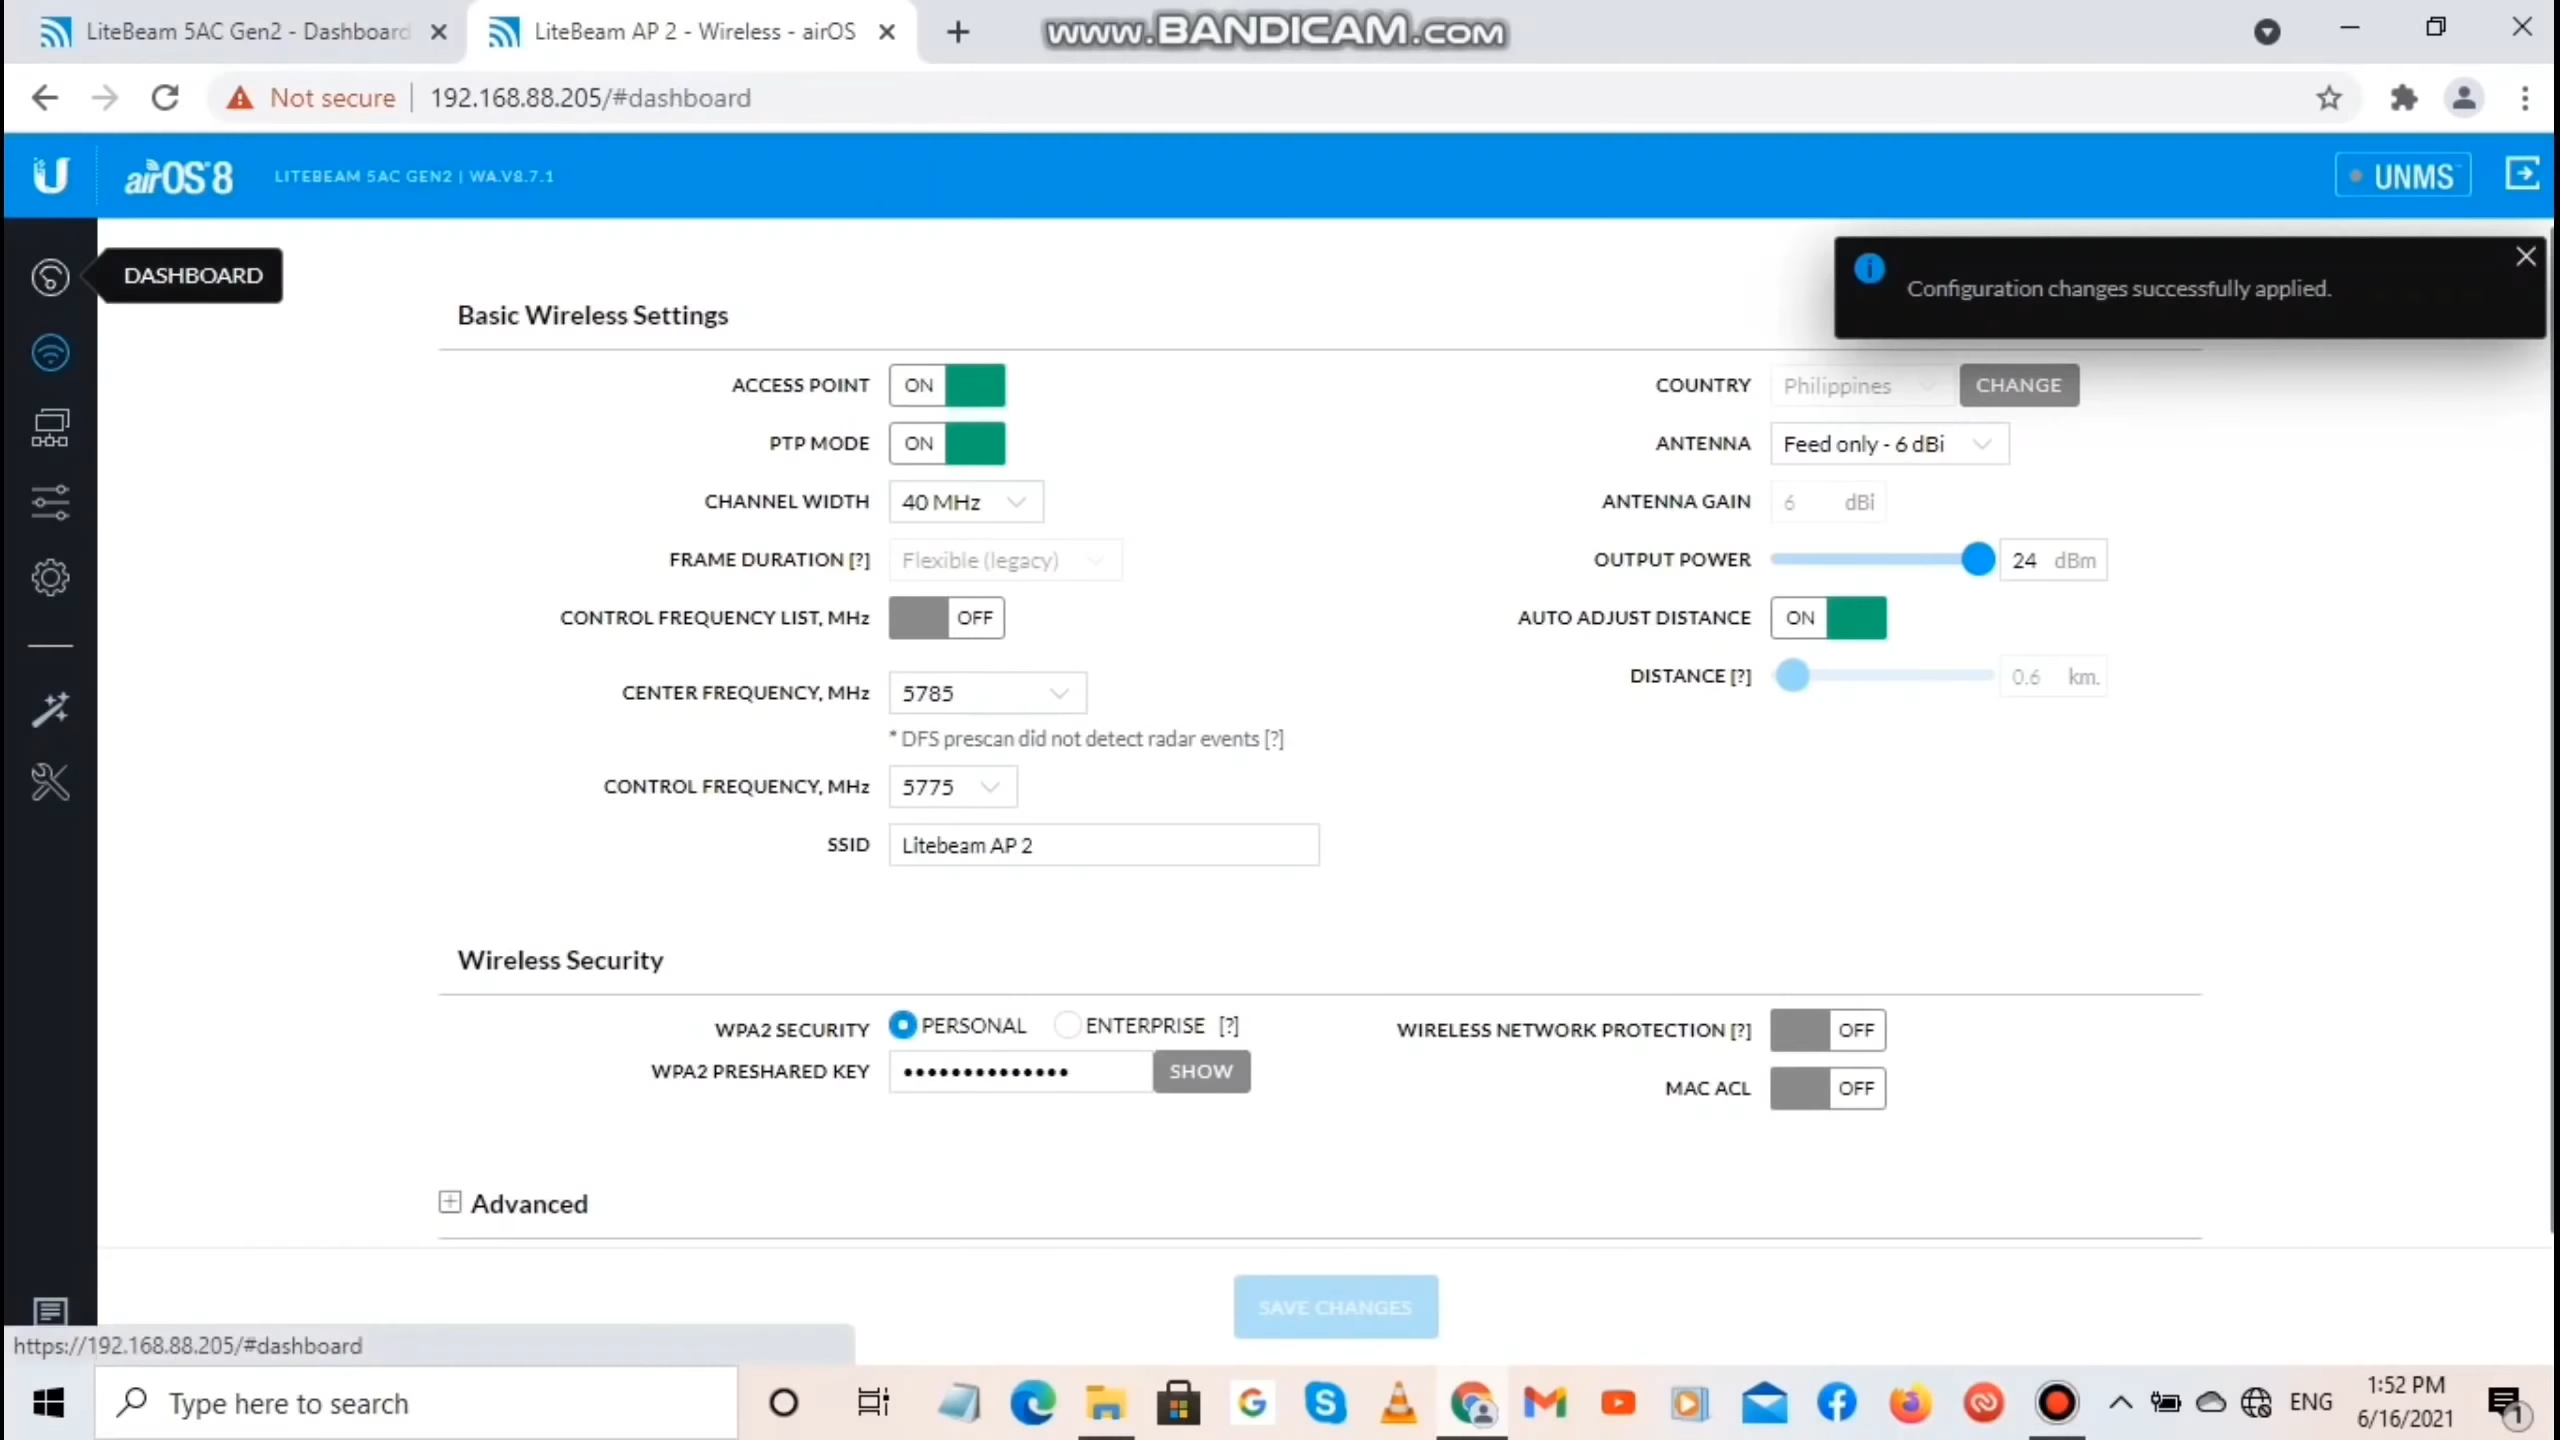 LiteBeam 5AC Gen2 - Dashboard
LiteBeam AP 2 - Wireless - airOS
www.BANDICAM.com
Not secure
192.168.88.205/#dashboard
U
airOS 8
LITEBEAM 5AC GEN2 | WA.V8.7.1
UNMS
DASHBOARD
Configuration changes successfully applied.
Basic Wireless Settings
ACCESS POINT ON
PTP MODE ON
CHANNEL WIDTH 40 MHz
FRAME DURATION [?] Flexible (legacy)
CONTROL FREQUENCY LIST, MHz OFF
CENTER FREQUENCY, MHz 5785
* DFS prescan did not detect radar events [?]
CONTROL FREQUENCY, MHz 5775
SSID Litebeam AP 2
COUNTRY Philippines CHANGE
ANTENNA Feed only - 6 dBi
ANTENNA GAIN 6 dBi
OUTPUT POWER 24 dBm
AUTO ADJUST DISTANCE ON
DISTANCE [?] 0.6 km.
Wireless Security
WPA2 SECURITY PERSONAL ENTERPRISE [?]
WPA2 PRESHARED KEY •••••••••••••• SHOW
WIRELESS NETWORK PROTECTION [?] OFF
MAC ACL OFF
Advanced
SAVE CHANGES
https://192.168.88.205/#dashboard
Type here to search
ENG
1:52 PM
6/16/2021
1